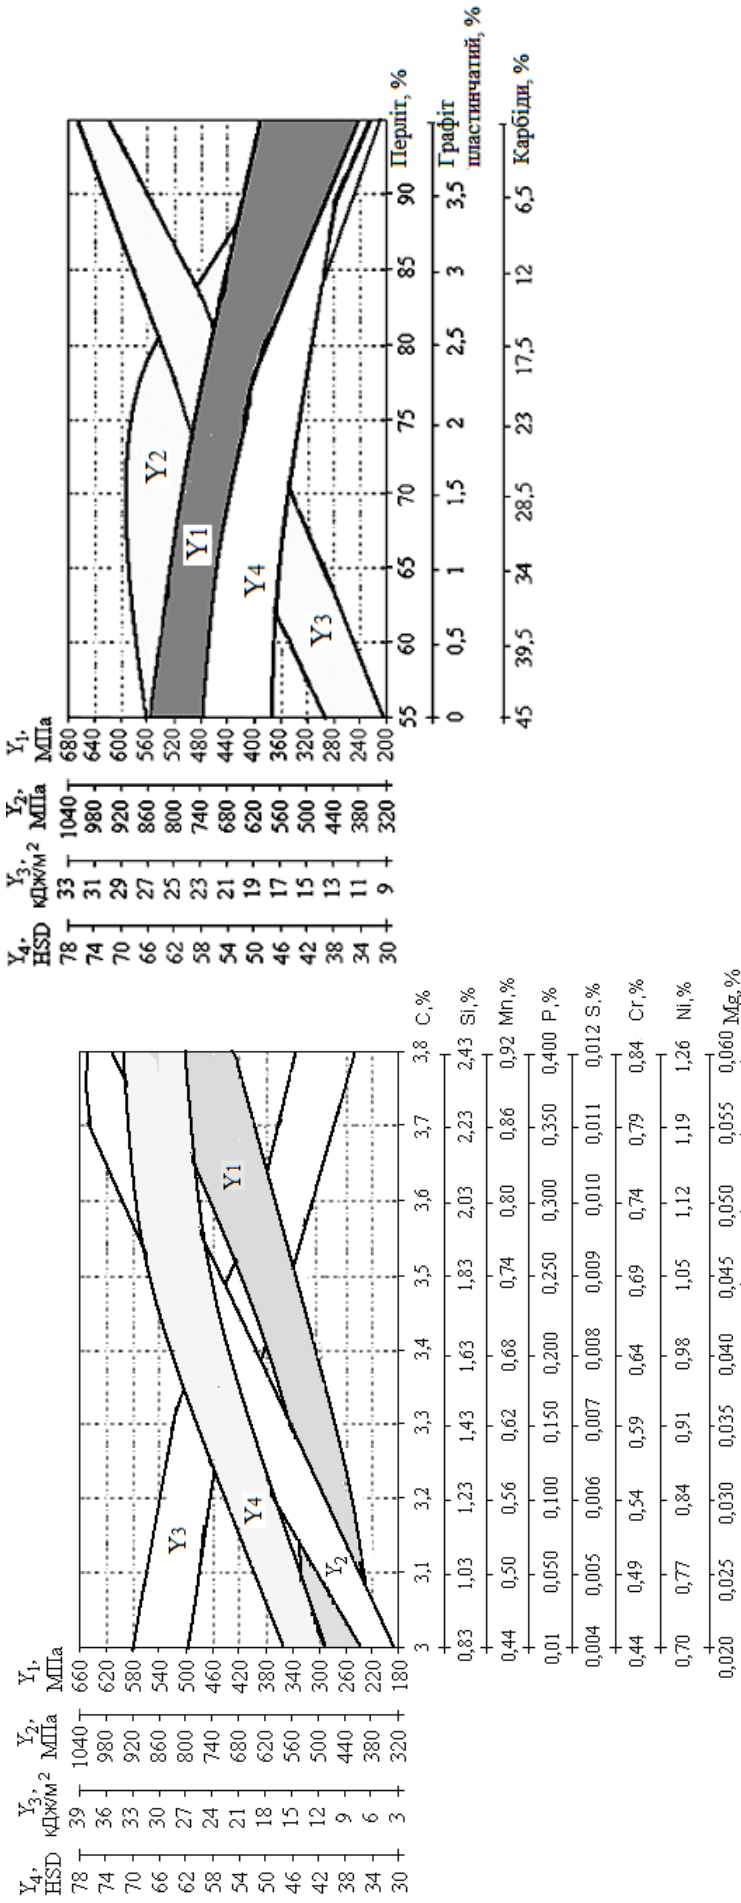 Y4, HSD Y3, кДж/м2 Y2, МПа Y1, МПа
78 39 1040 660
74 36 980 620
70 33 920 580
66 30 860 540
62 27 800 500
58 24 740 460
54 21 680 420
50 18 620 380
46 15 560 340
42 12 500 300
38 9 440 260
34 6 380 220
30 3 320 180
Y3
Y4
Y2
Y1
3 3,1 3,2 3,3 3,4 3,5 3,6 3,7 3,8 C,%
0,83 1,03 1,23 1,43 1,63 1,83 2,03 2,23 2,43 Si,%
0,44 0,50 0,56 0,62 0,68 0,74 0,80 0,86 0,92 Mn,%
0,01 0,050 0,100 0,150 0,200 0,250 0,300 0,350 0,400 P,%
0,004 0,005 0,006 0,007 0,008 0,009 0,010 0,011 0,012 S,%
0,44 0,49 0,54 0,59 0,64 0,69 0,74 0,79 0,84 Cr,%
0,70 0,77 0,84 0,91 0,98 1,05 1,12 1,19 1,26 Ni,%
0,020 0,025 0,030 0,035 0,040 0,045 0,050 0,055 0,060 Mg,%
Y4, HSD Y3, кДж/м2 Y2, МПа Y1, МПа
78 33 1040 680
74 31 980 640
70 29 920 600
66 27 860 560
62 25 800 520
58 23 740 480
54 21 680 440
50 19 620 400
46 17 560 360
42 15 500 320
38 13 440 280
34 11 380 240
30 9 320 200
Y2
Y1
Y4
Y3
55 60 65 70 75 80 85 90 Перліт, %
0 0,5 1 1,5 2 2,5 3 3,5 Графіт пластинчатий, %
45 39,5 34 28,5 23 17,5 12 6,5 Карбіди, %